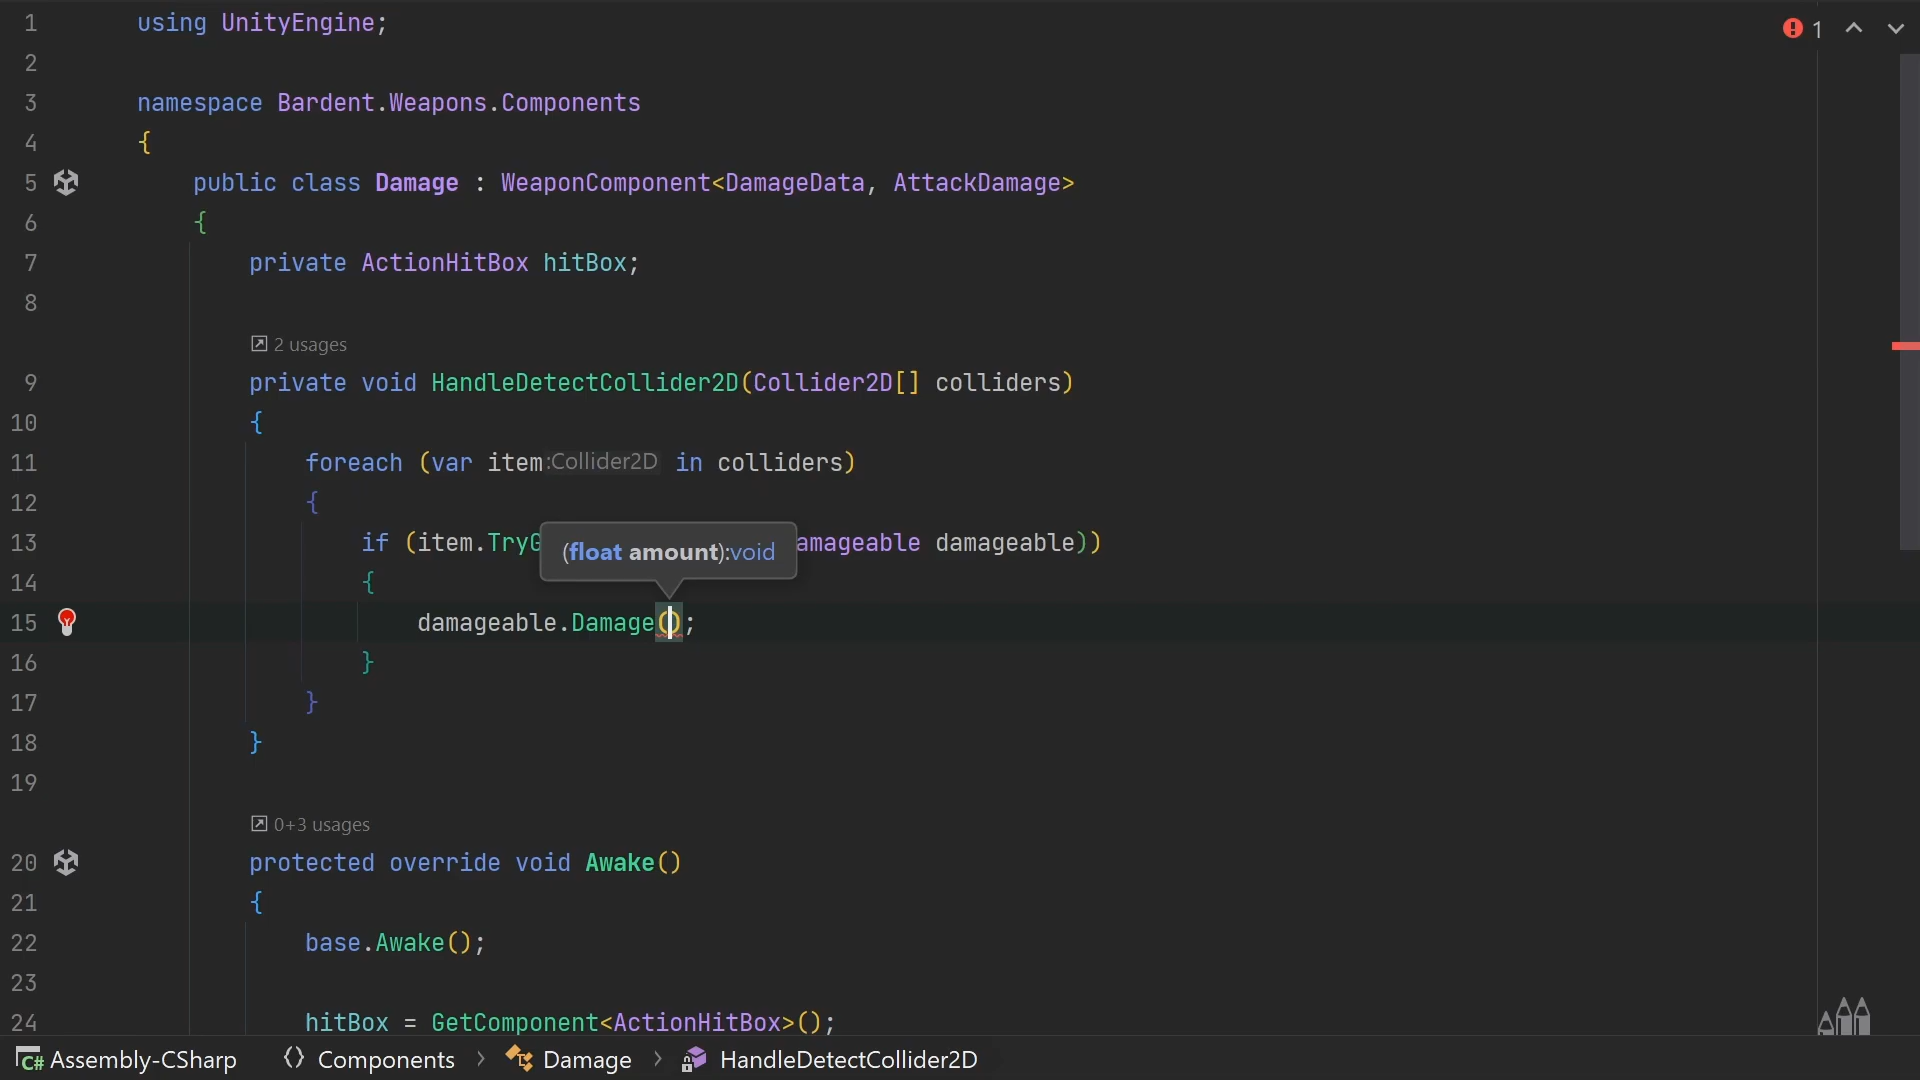 1 using UnityEngine;
1
2
3 namespace Bardent.Weapons.Components
4 {
5 public class Damage : WeaponComponent<DamageData, AttackDamage>
6 {
7 private ActionHitBox hitBox;
8
2 usages
9 private void HandleDetectCollider2D(Collider2D[] colliders)
10 {
11 foreach (var item:Collider2D in colliders)
12 {
(float amount):void
13 if (item.TryG amageable damageable))
14 {
15 damageable.Damage();
16 }
17 }
18 }
19
0+3 usages
20 protected override void Awake()
21 {
22 base.Awake();
23
24 hitBox = GetComponent<ActionHitBox>();
C# Assembly-CSharp Components > Damage > HandleDetectCollider2D